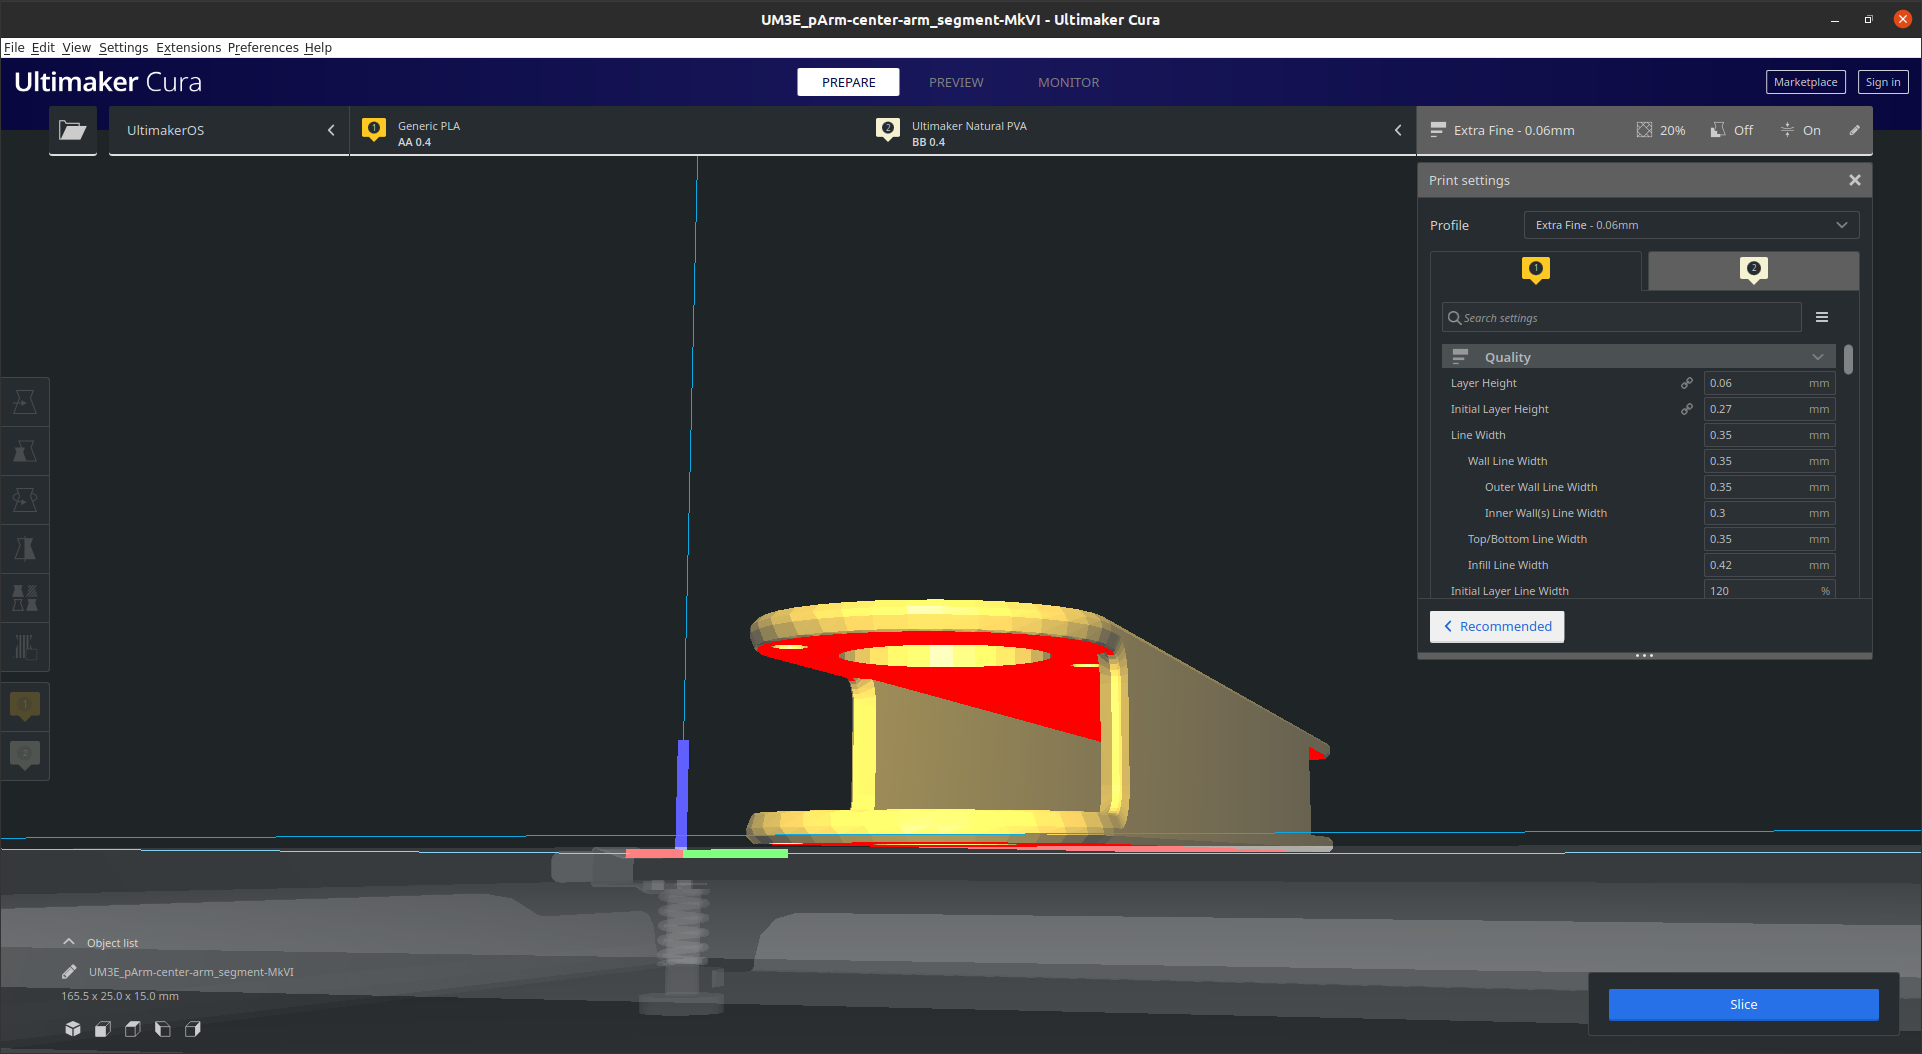 UM3E_pArm-center-arm_segment-MkVI - Ultimaker Cura
File Edit View Settings Extensions Preferences Help
Ultimaker Cura
PREPARE
PREVIEW
MONITOR
Marketplace
Sign in
UltimakerOS
1
Generic PLA
AA 0.4
2
Ultimaker Natural PVA
BB 0.4
Extra Fine - 0.06mm
20%
Off
On
Print settings
Profile
Extra Fine - 0.06mm
1
2
Search settings
Quality
Layer Height 0.06 mm
Initial Layer Height 0.27 mm
Line Width 0.35 mm
Wall Line Width 0.35 mm
Outer Wall Line Width 0.35 mm
Inner Wall(s) Line Width 0.3 mm
Top/Bottom Line Width 0.35 mm
Infill Line Width 0.42 mm
Initial Layer Line Width 120 %
Recommended
1
2
Object list
UM3E_pArm-center-arm_segment-MkVI
165.5 x 25.0 x 15.0 mm
Slice